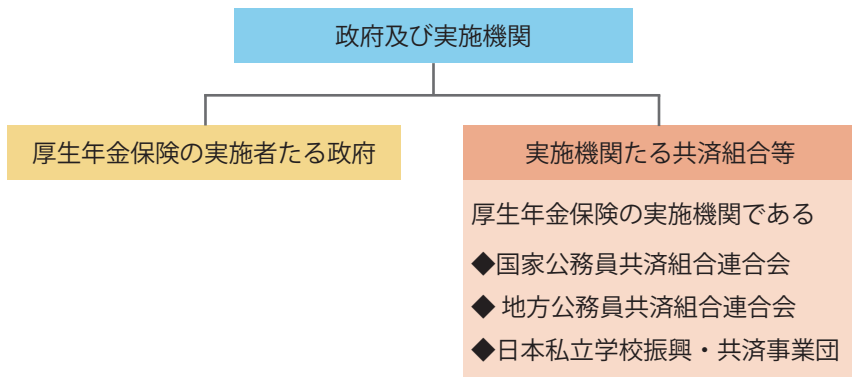 政府及び実施機関
厚生年金保険の実施者たる政府
実施機関たる共済組合等
厚生年金保険の実施機関である
◆国家公務員共済組合連合会
◆ 地方公務員共済組合連合会
◆日本私立学校振興・共済事業団